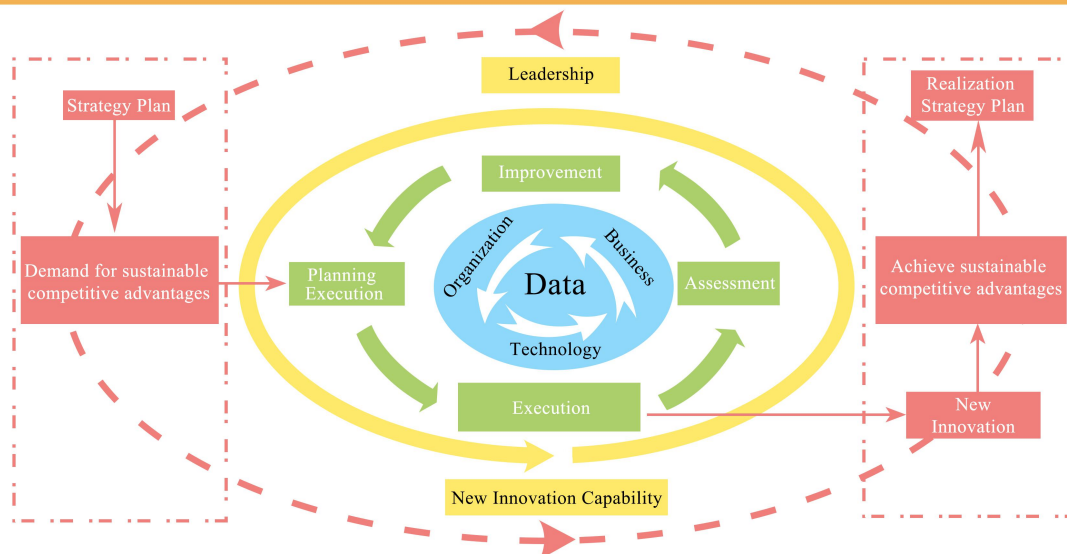 Leadership
Strategy Plan
Realization
Strategy Plan
Improvement
Organization
Business
Demand for sustainable
competitive advantages
Planning
Execution
Data
Assessment
Achieve sustainable
competitive advantages
Technology
Execution
New
Innovation
New Innovation Capability